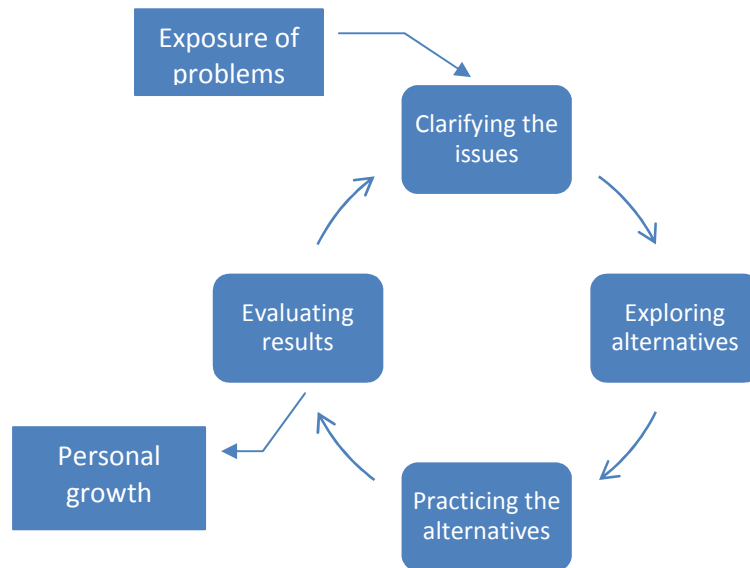 Exposure of
problems
Clarifying the
issues
Evaluating
results
Exploring
alternatives
Personal
growth
Practicing the
alternatives